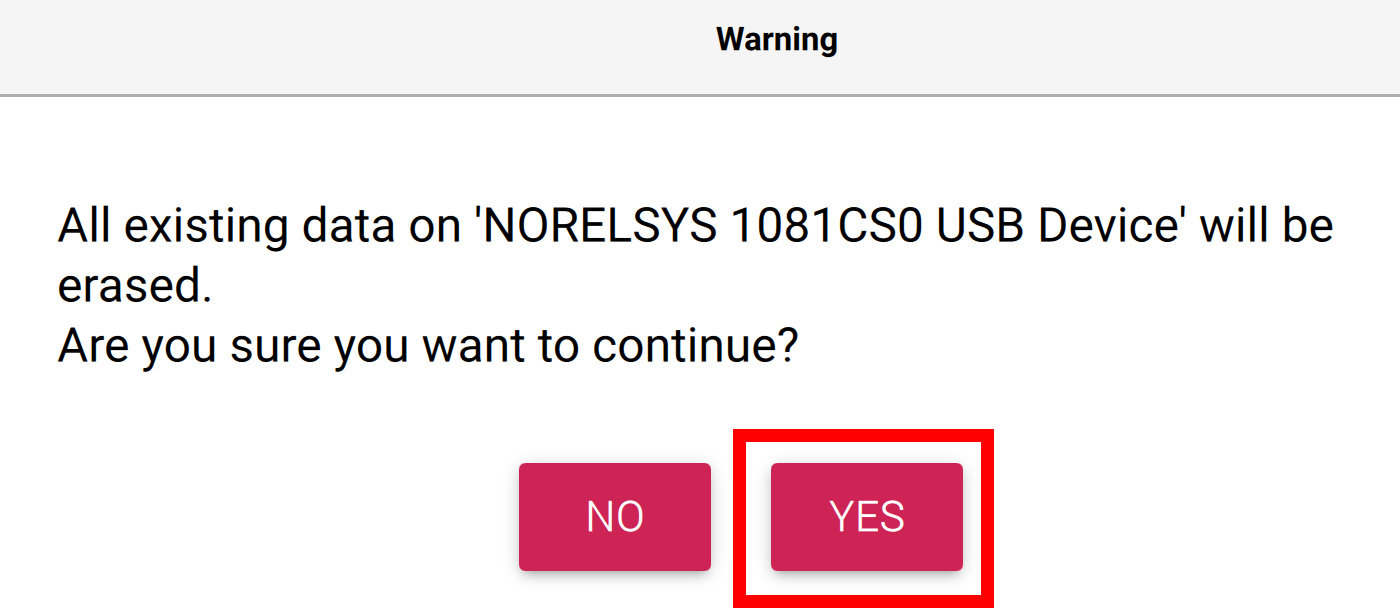 Warning
All existing data on 'NORELSYS 1081CS0 USB Device' will be
erased.
Are you sure you want to continue?
NO
YES